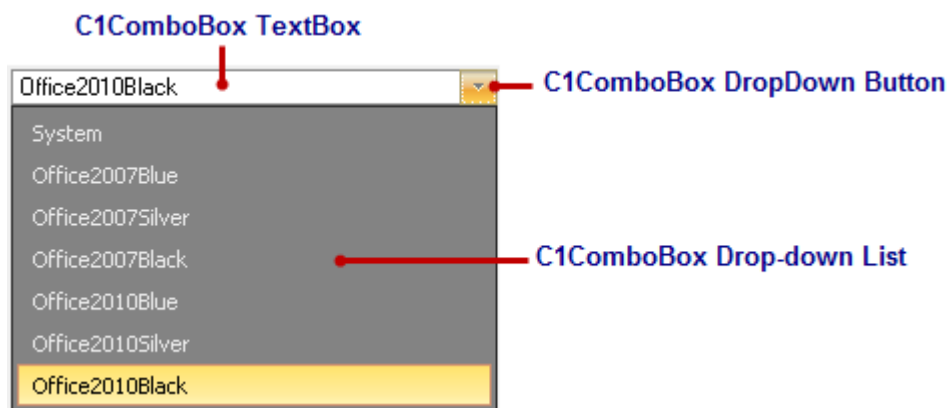 C1ComboBox TextBox
Office2010Black
C1ComboBox DropDown Button
System
Office2007Blue
Office2007Silver
Office2007Black
C1ComboBox Drop-down List
Office2010Blue
Office2010Silver
Office2010Black